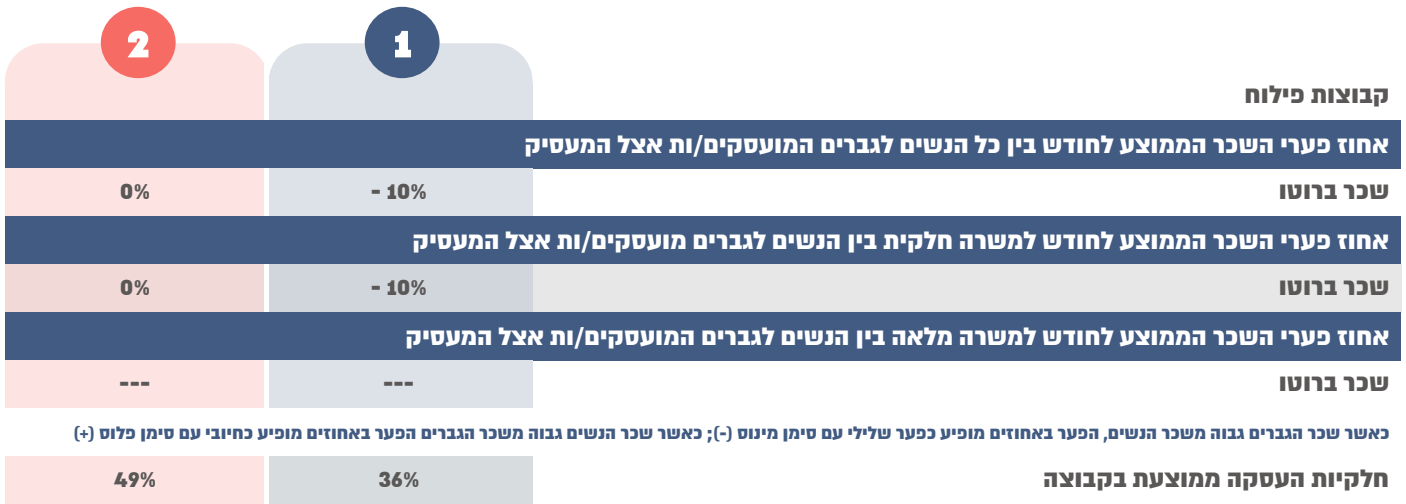 1 2
קבוצות פילוח
אחוז פערי השכר הממוצע לחודש בין כל הנשים לגברים המועסקים/ות אצל המעסיק
שכר ברוטו - 10% 0%
אחוז פערי השכר הממוצע לחודש למשרה חלקית בין הנשים לגברים מועסקים/ות אצל המעסיק
שכר ברוטו - 10% 0%
אחוז פערי השכר הממוצע לחודש למשרה מלאה בין הנשים לגברים המועסקים/ות אצל המעסיק
שכר ברוטו --- ---
כאשר שכר הגברים גבוה משכר הנשים, הפער באחוזים מופיע כפער שלילי עם סימן מינוס (-); כאשר שכר הנשים גבוה משכר הגברים הפער באחוזים מופיע כחיובי עם סימן פלוס (+)
חלקיות העסקה ממוצעת בקבוצה 36% 49%